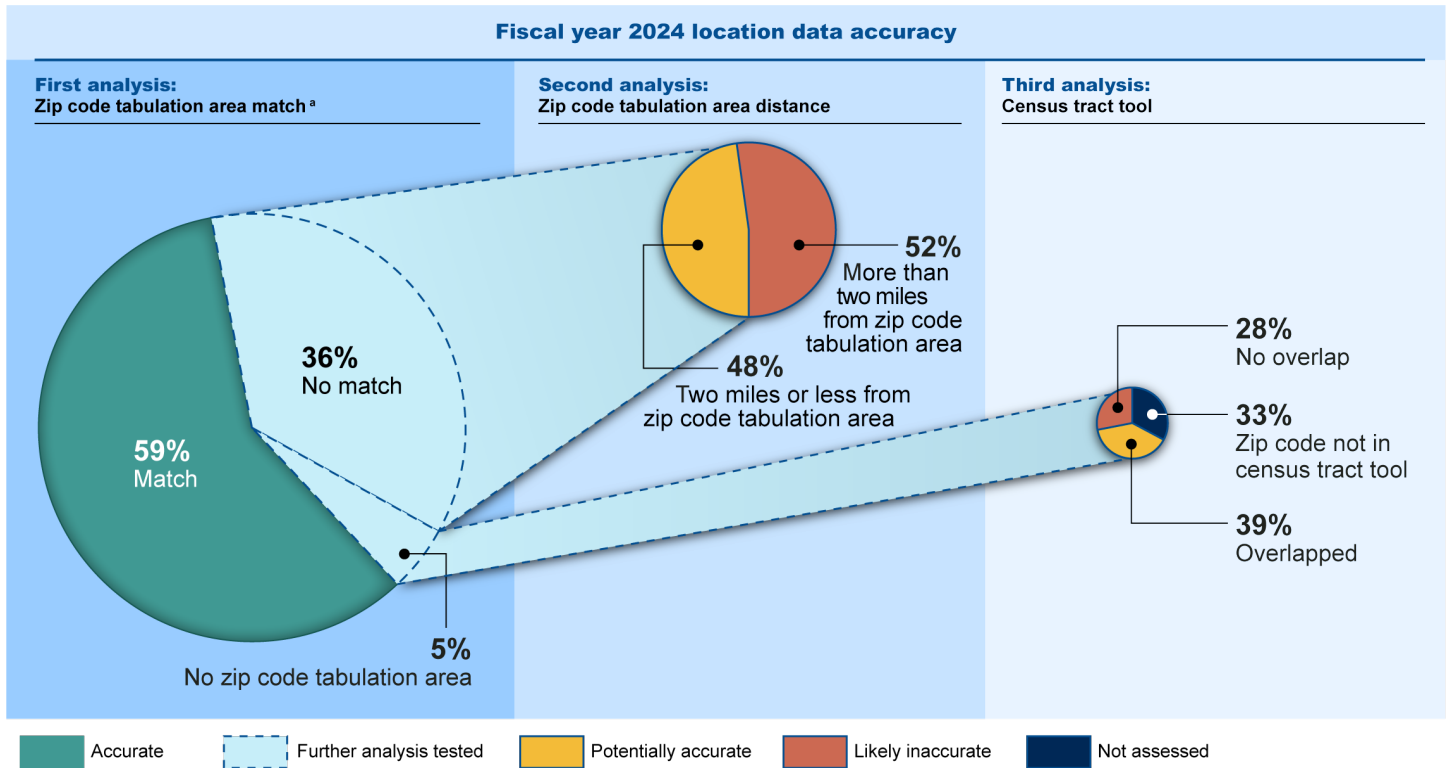 Fiscal year 2024 location data accuracy
First analysis:
Zip code tabulation area match a
Second analysis:
Zip code tabulation area distance
Third analysis:
Census tract tool
36%
No match
59%
Match
5%
No zip code tabulation area
52%
More than
two miles
from zip code
tabulation area
48%
Two miles or less from
zip code tabulation area
28%
No overlap
33%
Zip code not in
census tract tool
39%
Overlapped
Accurate
Further analysis tested
Potentially accurate
Likely inaccurate
Not assessed